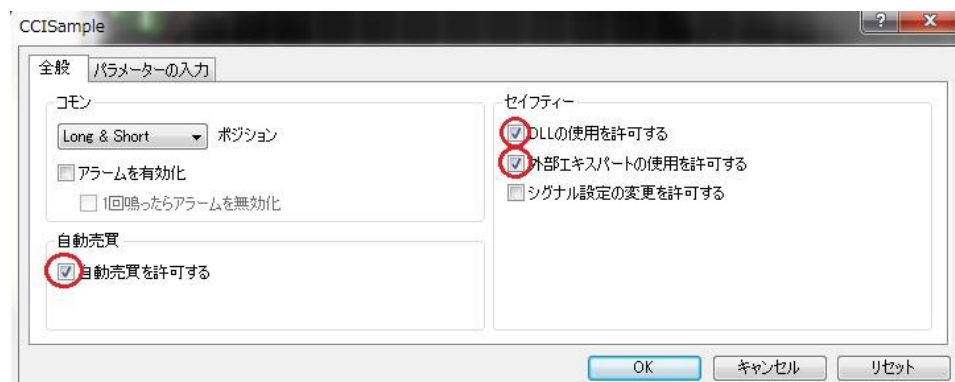 CCISample
全般
パラメーターの入力
コモン
Long & Short
ポジション
アラームを有効化
1回鳴ったらアラームを無効化
自動売買
自動売買を許可する
セイフティー
DLLの使用を許可する
外部エキスパートの使用を許可する
シグナル設定の変更を許可する
OK
キャンセル
リセット